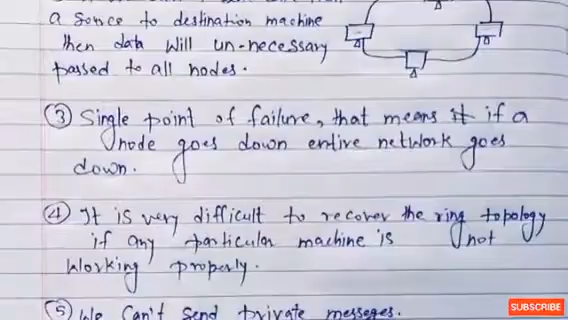 a sonce to destination machine
then data will un-necessary
passed to all nodes.
③ Single point of failure, that means if a
node goes down entire network goes
down.
④ It is very difficult to recover the ring topology
if any particular machine is not
working properly.
⑤ We can't send private messeges.
SUBSCRIBE